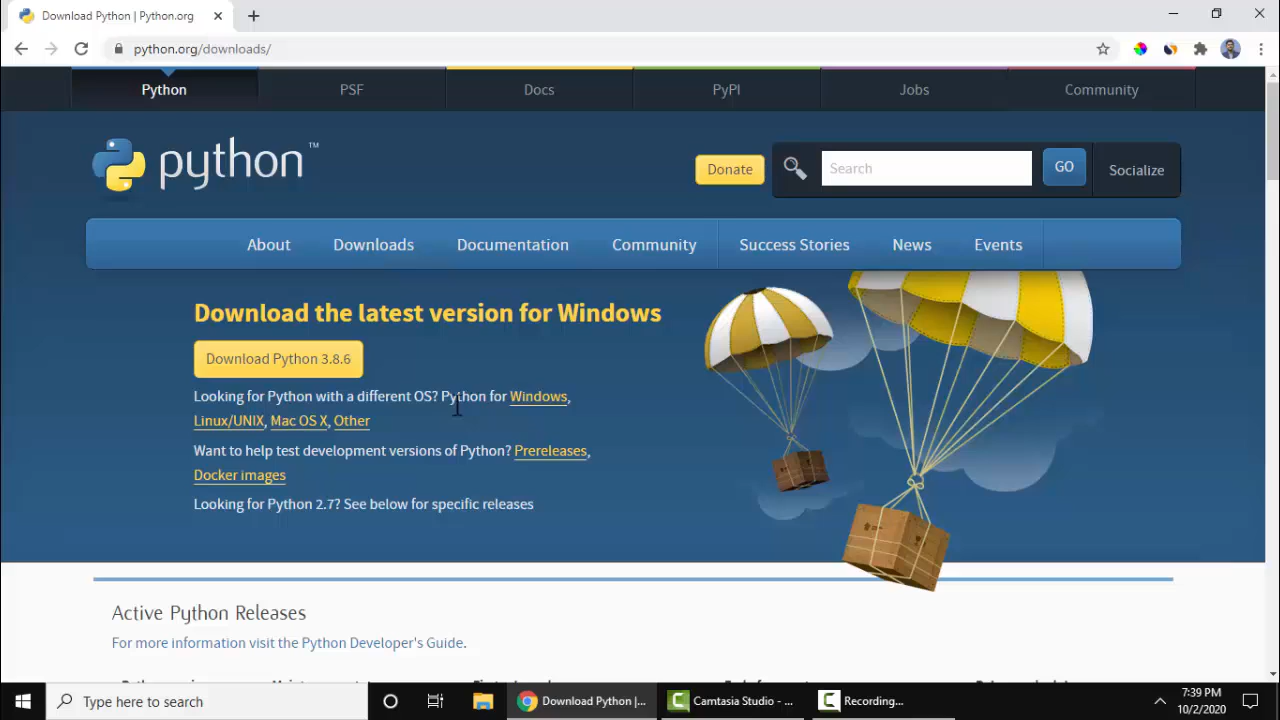 Download Python | Python.org
python.org/downloads/
Python PSF Docs PyPI Jobs Community
python™
Donate Search GO Socialize
About Downloads Documentation Community Success Stories News Events
Download the latest version for Windows
Download Python 3.8.6
Looking for Python with a different OS? Python for Windows,
Linux/UNIX, Mac OS X, Other
Want to help test development versions of Python? Prereleases,
Docker images
Looking for Python 2.7? See below for specific releases
Active Python Releases
For more information visit the Python Developer's Guide.
Type here to search
Download Python |...
Camtasia Studio - ...
Recording...
7:39 PM
10/2/2020